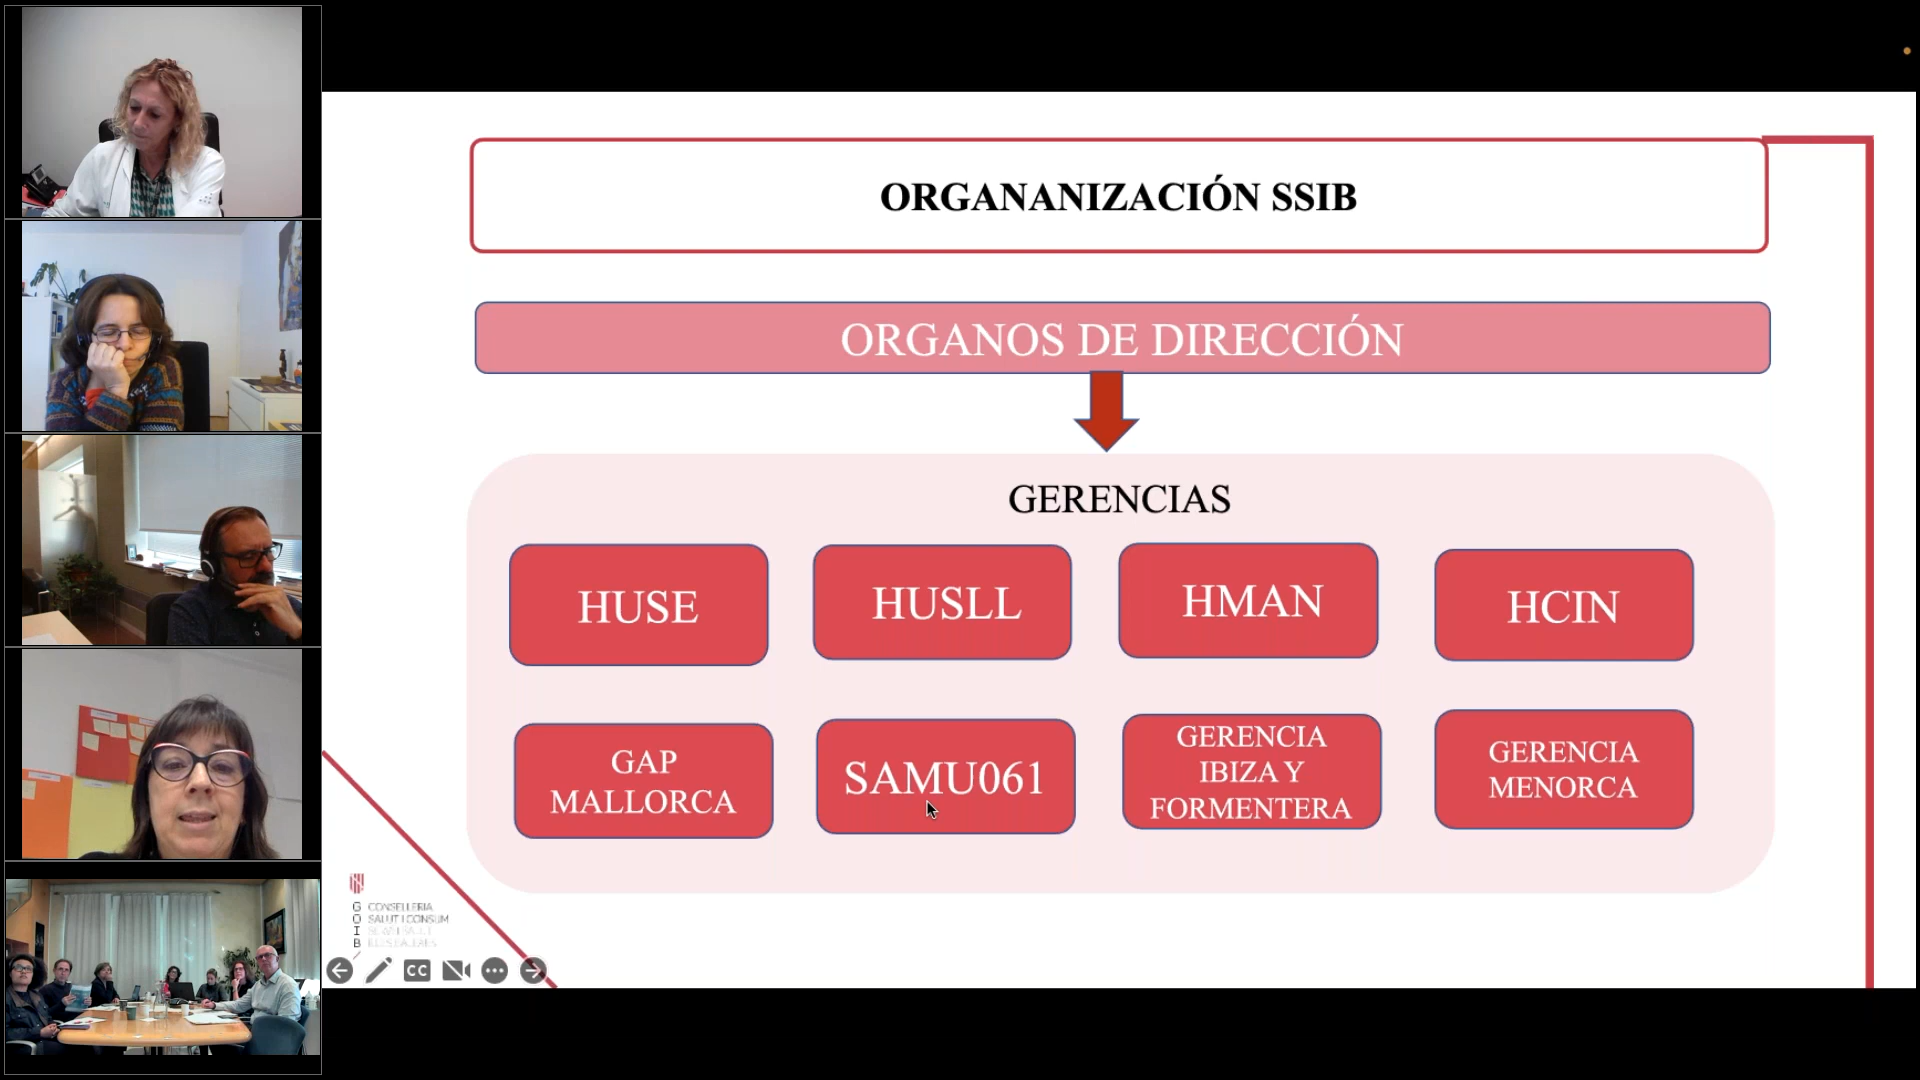 ORGANANIZACIÓN SSIB
ORGANOS DE DIRECCIÓN
GERENCIAS
HUSE
HUSLL
HMAN
HCIN
GAP
MALLORCA
SAMU061
GERENCIA
IBIZA Y
FORMENTERA
GERENCIA
MENORCA
G CONSELLERIA
O SALUT I CONSUM
I
B
CC